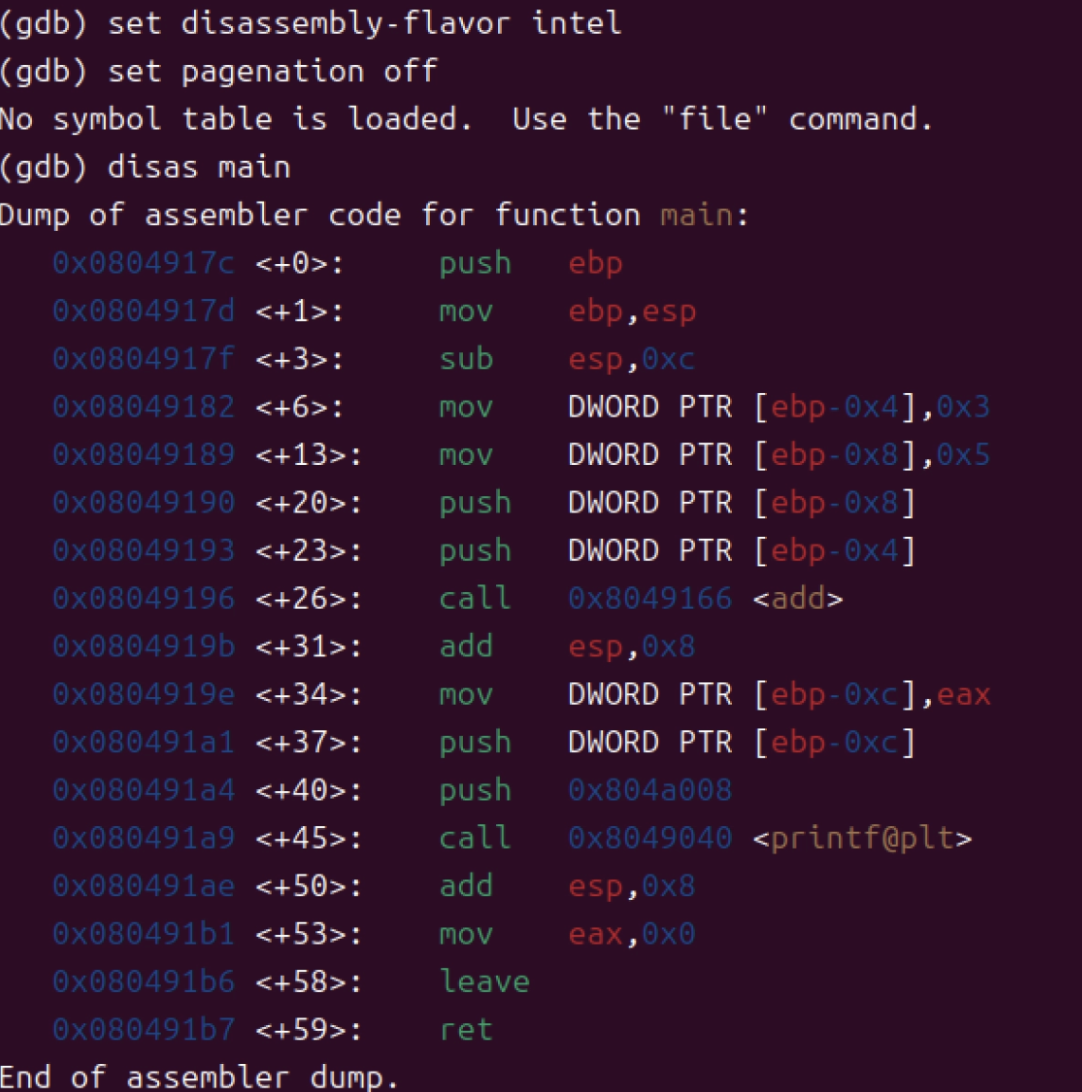 (gdb) set disassembly-flavor intel
(gdb) set pagenation off
No symbol table is loaded.  Use the "file" command.
(gdb) disas main
Dump of assembler code for function main:
   0x0804917c <+0>:     push   ebp
   0x0804917d <+1>:     mov    ebp,esp
   0x0804917f <+3>:     sub    esp,0xc
   0x08049182 <+6>:     mov    DWORD PTR [ebp-0x4],0x3
   0x08049189 <+13>:    mov    DWORD PTR [ebp-0x8],0x5
   0x08049190 <+20>:    push   DWORD PTR [ebp-0x8]
   0x08049193 <+23>:    push   DWORD PTR [ebp-0x4]
   0x08049196 <+26>:    call   0x8049166 <add>
   0x0804919b <+31>:    add    esp,0x8
   0x0804919e <+34>:    mov    DWORD PTR [ebp-0xc],eax
   0x080491a1 <+37>:    push   DWORD PTR [ebp-0xc]
   0x080491a4 <+40>:    push   0x804a008
   0x080491a9 <+45>:    call   0x8049040 <printf@plt>
   0x080491ae <+50>:    add    esp,0x8
   0x080491b1 <+53>:    mov    eax,0x0
   0x080491b6 <+58>:    leave
   0x080491b7 <+59>:    ret
End of assembler dump.